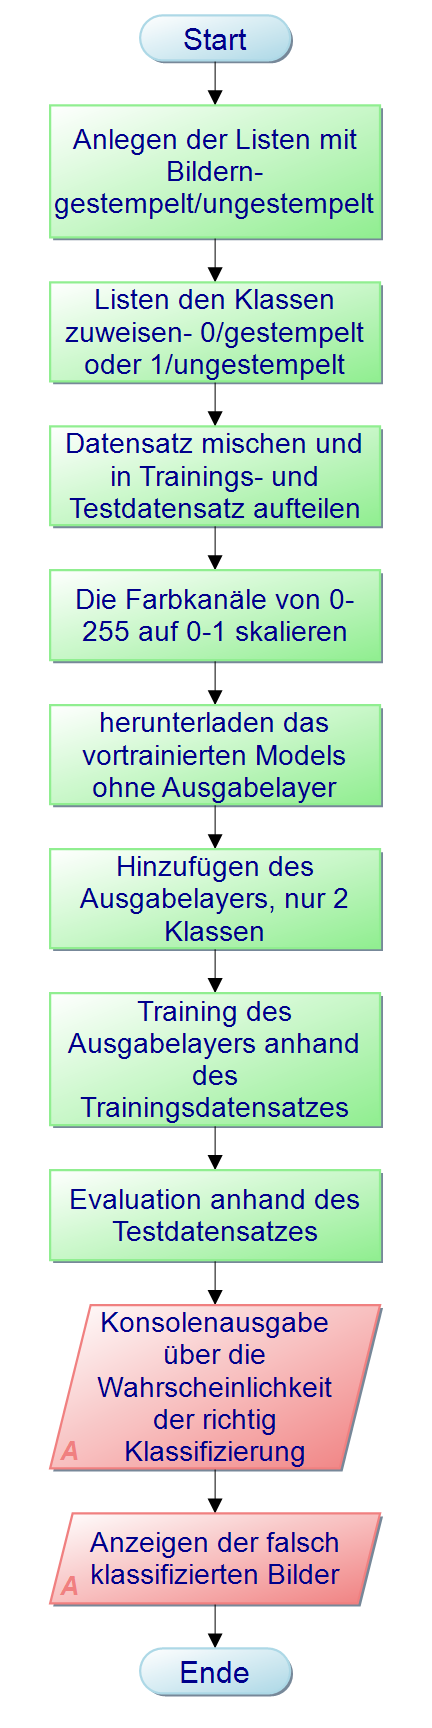 Start
Anlegen der Listen mit
Bildern-
gestempelt/ungestempelt
Listen den Klassen
zuweisen- 0/gestempelt
oder 1/ungestempelt
Datensatz mischen und
in Trainings- und
Testdatensatz aufteilen
Die Farbkanäle von 0-
255 auf 0-1 skalieren
herunterladen das
vortrainierten Models
ohne Ausgabelayer
Hinzufügen des
Ausgabelayers, nur 2
Klassen
Training des
Ausgabelayers anhand
des
Trainingsdatensatzes
Evaluation anhand des
Testdatensatzes
Konsolenausgabe
über die
Wahrscheinlichkeit
der richtig
Klassifizierung
A
Anzeigen der falsch
klassifizierten Bilder
A
Ende